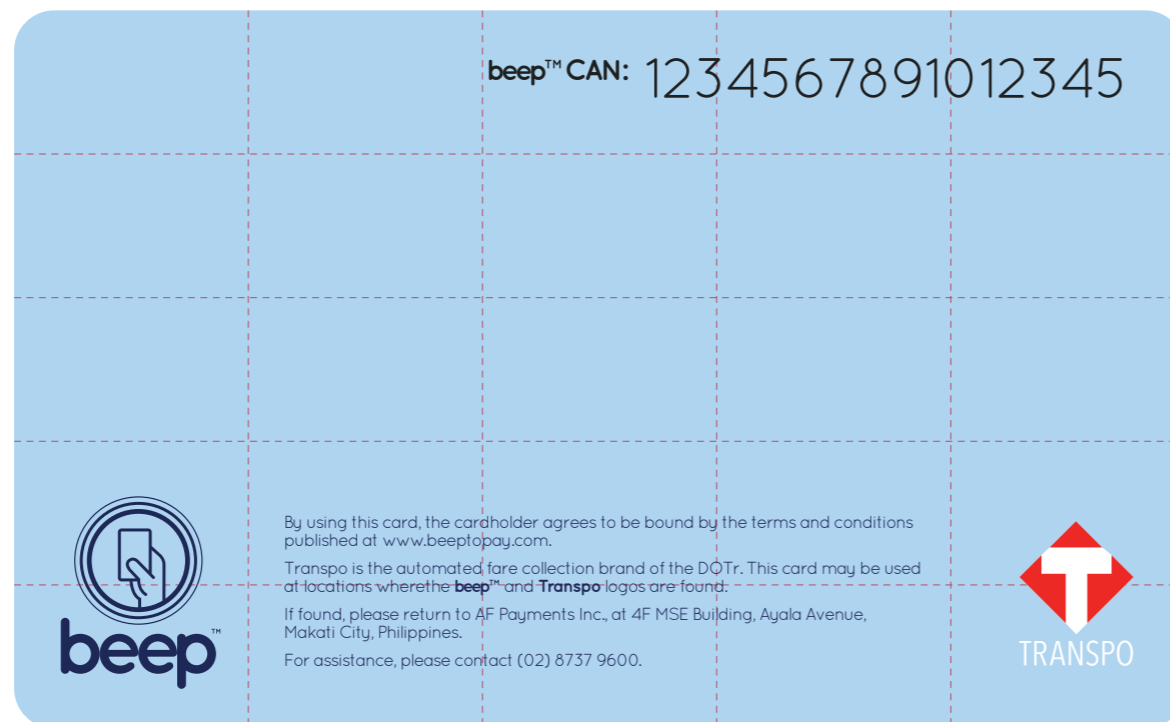 beep™ CAN: 1234567891012345
By using this card, the cardholder agrees to be bound by the terms and conditions
published at www.beeptopay.com.
Transpo is the automated fare collection brand of the DOTr. This card may be used
at locations wherethe beep™ and Transpo logos are found.
If found, please return to AF Payments Inc., at 4F MSE Building, Ayala Avenue,
Makati City, Philippines.
For assistance, please contact (02) 8737 9600.
beep™
T
TRANSPO